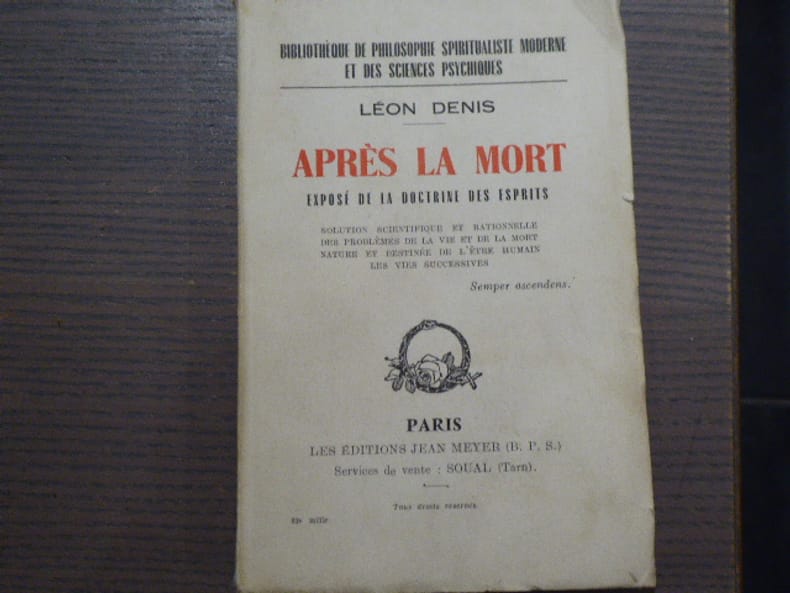 BIBLIOTHÈQUE DE PHILOSOPHIE SPIRITUALISTE MODERNE
ET DES SCIENCES PSYCHIQUES
LÉON DENIS
APRÈS LA MORT
EXPOSÉ DE LA DOCTRINE DES ESPRITS
SOLUTION SCIENTIFIQUE ET RATIONNELLE
DES PROBLÈMES DE LA VIE ET DE LA MORT
NATURE ET DESTINÉE DE L'ÊTRE HUMAIN
LES VIES SUCCESSIVES
Semper ascendens.
PARIS
LES ÉDITIONS JEAN MEYER (B. P. S.)
Services de vente : SOUAL (Tarn).
Tous droits réservés.
mille